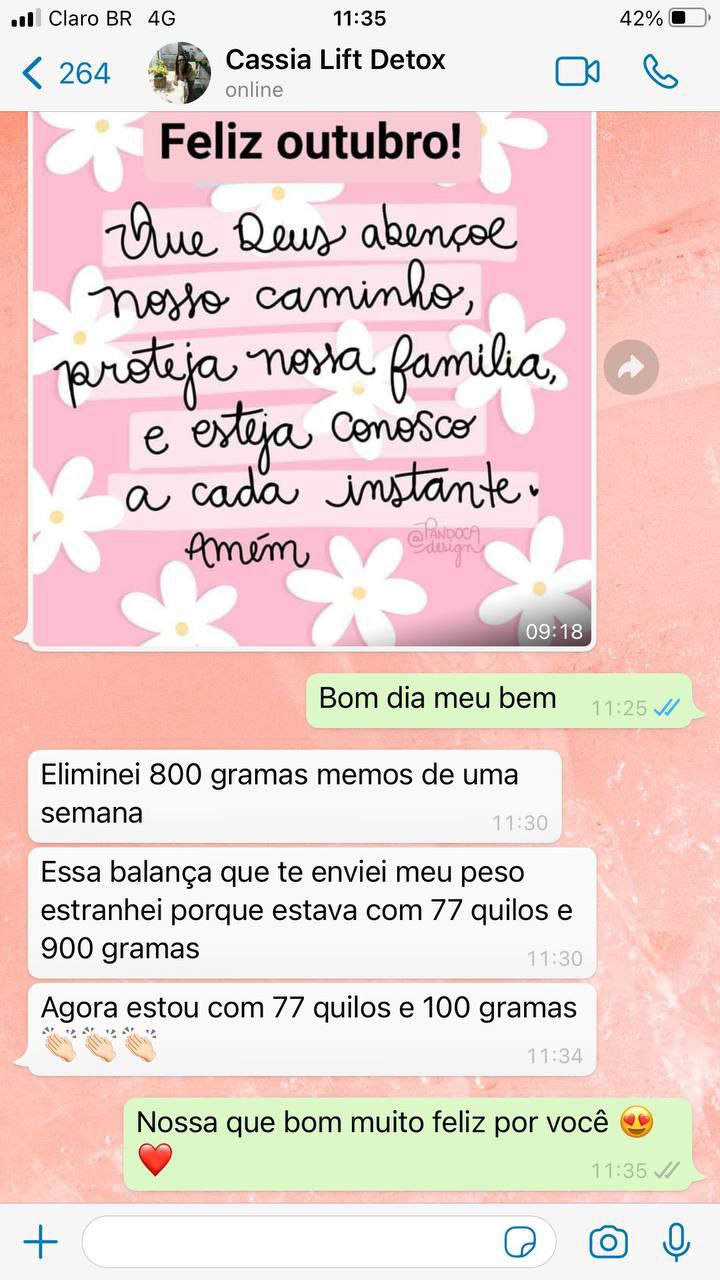 Claro BR 4G 11:35 42%
264 Cassia Lift Detox
online
Feliz outubro!
Que Deus abençoe
nosso caminho,
proteja nossa família,
e esteja conosco
a cada instante.
Amém
@PANDOCA
design
09:18
Bom dia meu bem 11:25
Eliminei 800 gramas memos de uma
semana 11:30
Essa balança que te enviei meu peso
estranhei porque estava com 77 quilos e
900 gramas 11:30
Agora estou com 77 quilos e 100 gramas
👏🏻👏🏻👏🏻 11:34
Nossa que bom muito feliz por você 😍
❤️ 11:35